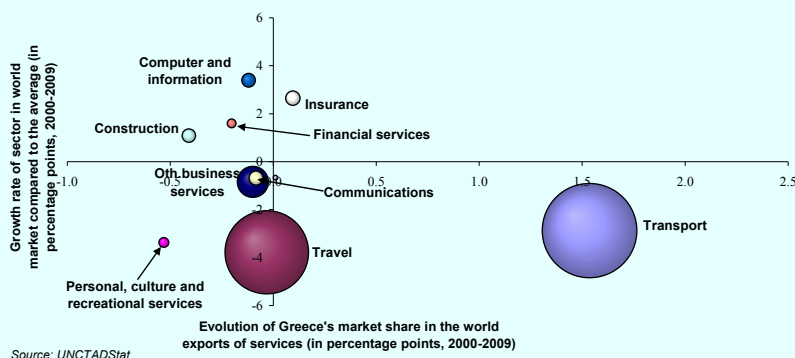 Growth rate of sector in world
market compared to the average (in
percentage points, 2000-2009)
6
4
2
0
-2
-4
-6
-1.0
-0.5
0.0
0.5
1.0
1.5
2.0
2.5
Computer and
information
Insurance
Construction
Financial services
Oth.business
services
Communications
Travel
Transport
Personal, culture and
recreational services
Evolution of Greece's market share in the world
exports of services (in percentage points, 2000-2009)
Source: UNCTADStat